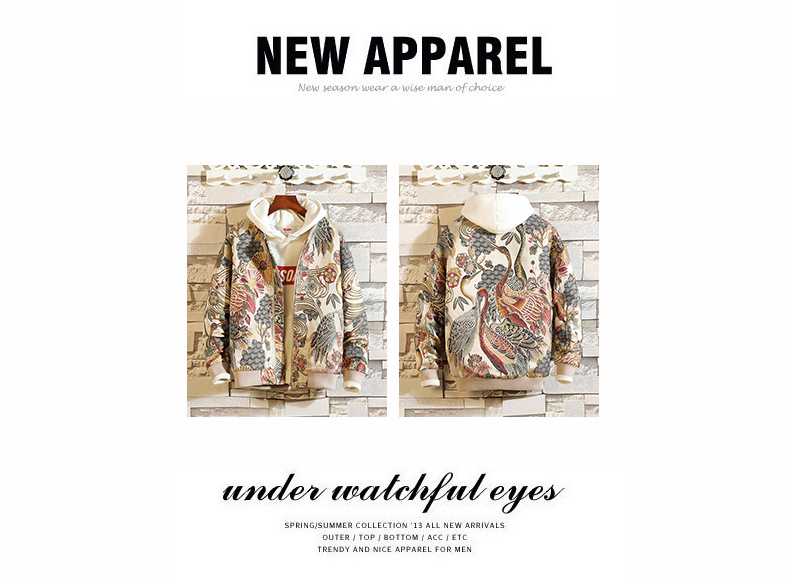 NEW APPAREL
New season wear a wise man of choice
under watchful eyes
SPRING/SUMMER COLLECTION '13 ALL NEW ARRIVALS
OUTER / TOP / BOTTOM / ACC / ETC
TRENDY AND NICE APPAREL FOR MEN